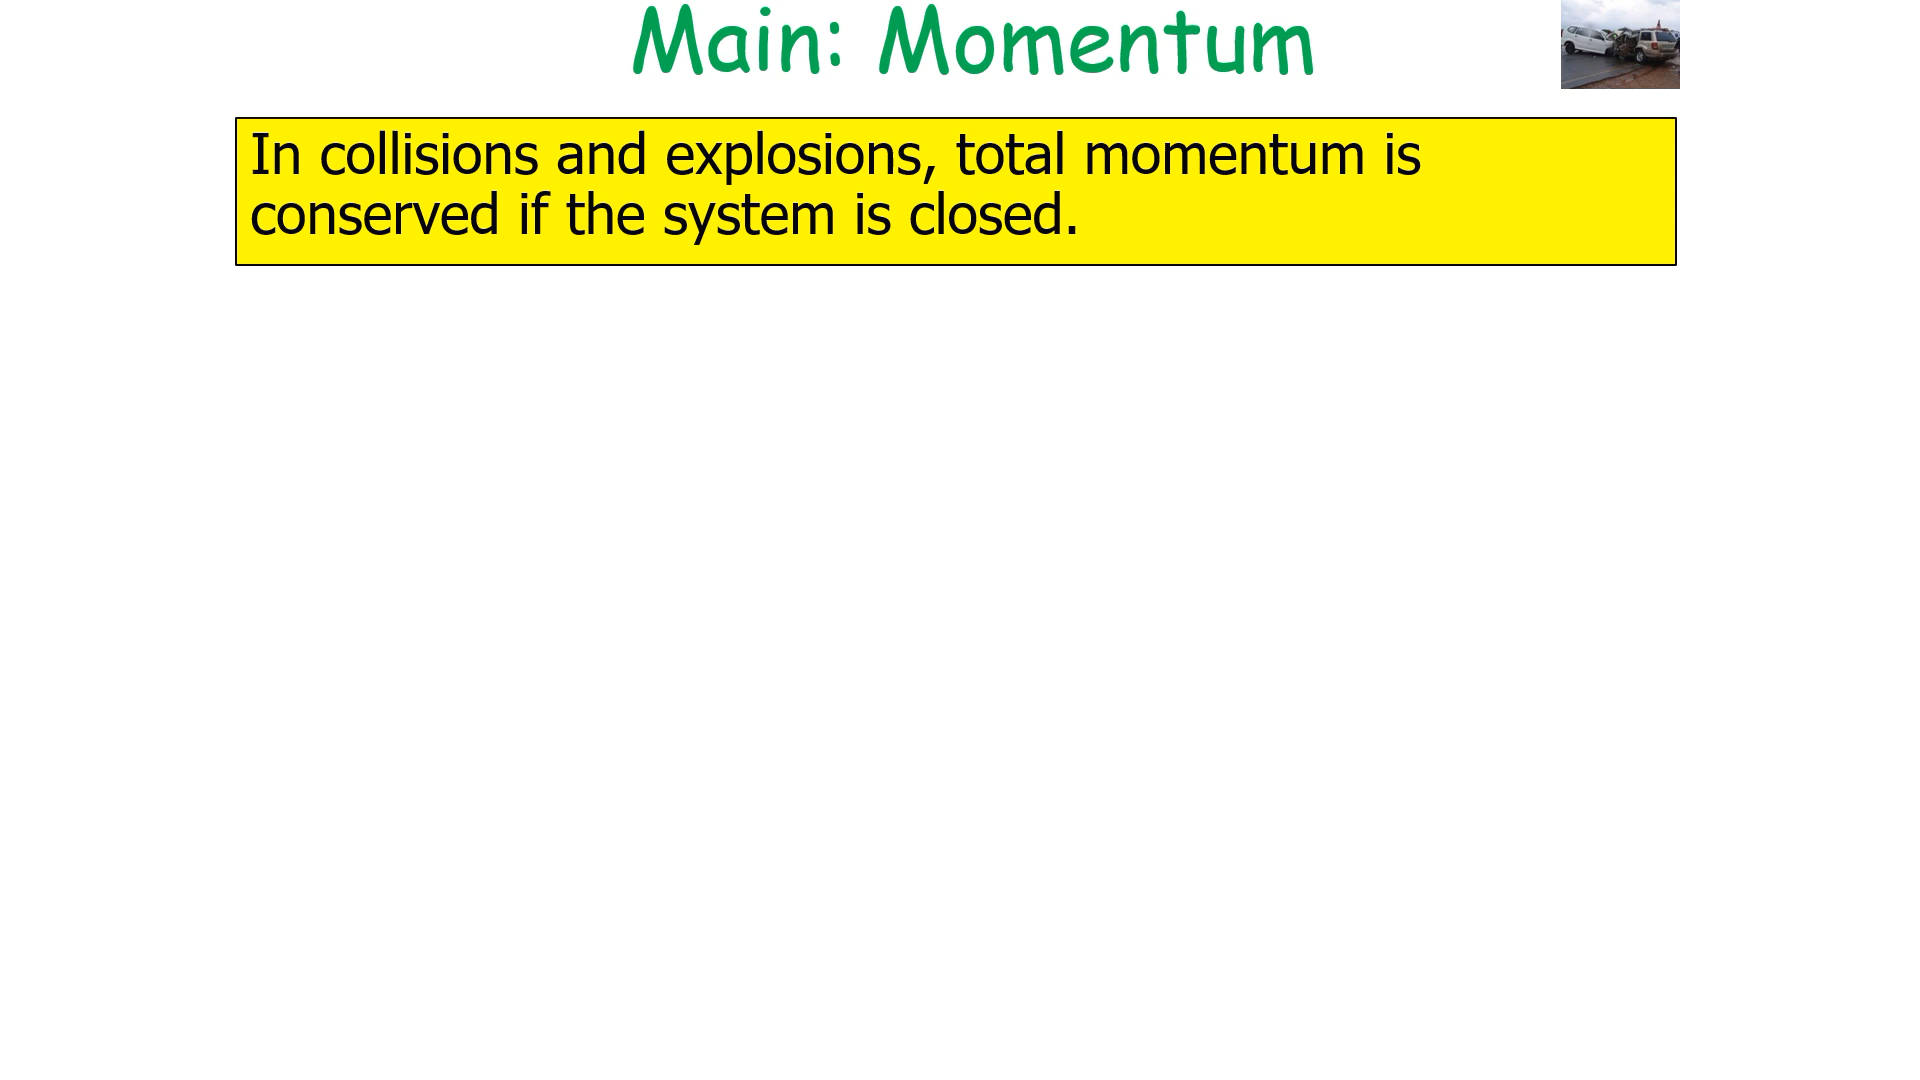 Main: Momentum
In collisions and explosions, total momentum is
conserved if the system is closed.